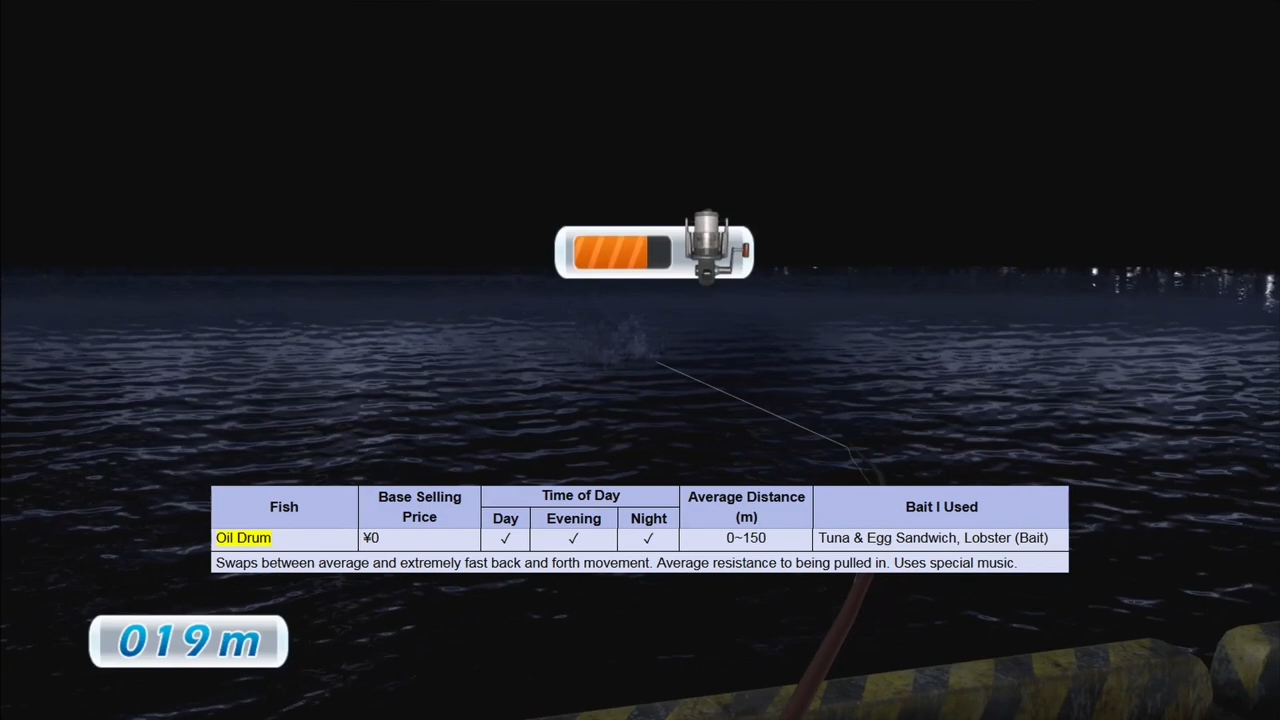 Fish
Base Selling Price
Time of Day
Day
Evening
Night
Average Distance (m)
Bait I Used
Oil Drum
¥0
✓
✓
✓
0~150
Tuna & Egg Sandwich, Lobster (Bait)
Swaps between average and extremely fast back and forth movement. Average resistance to being pulled in. Uses special music.
019m